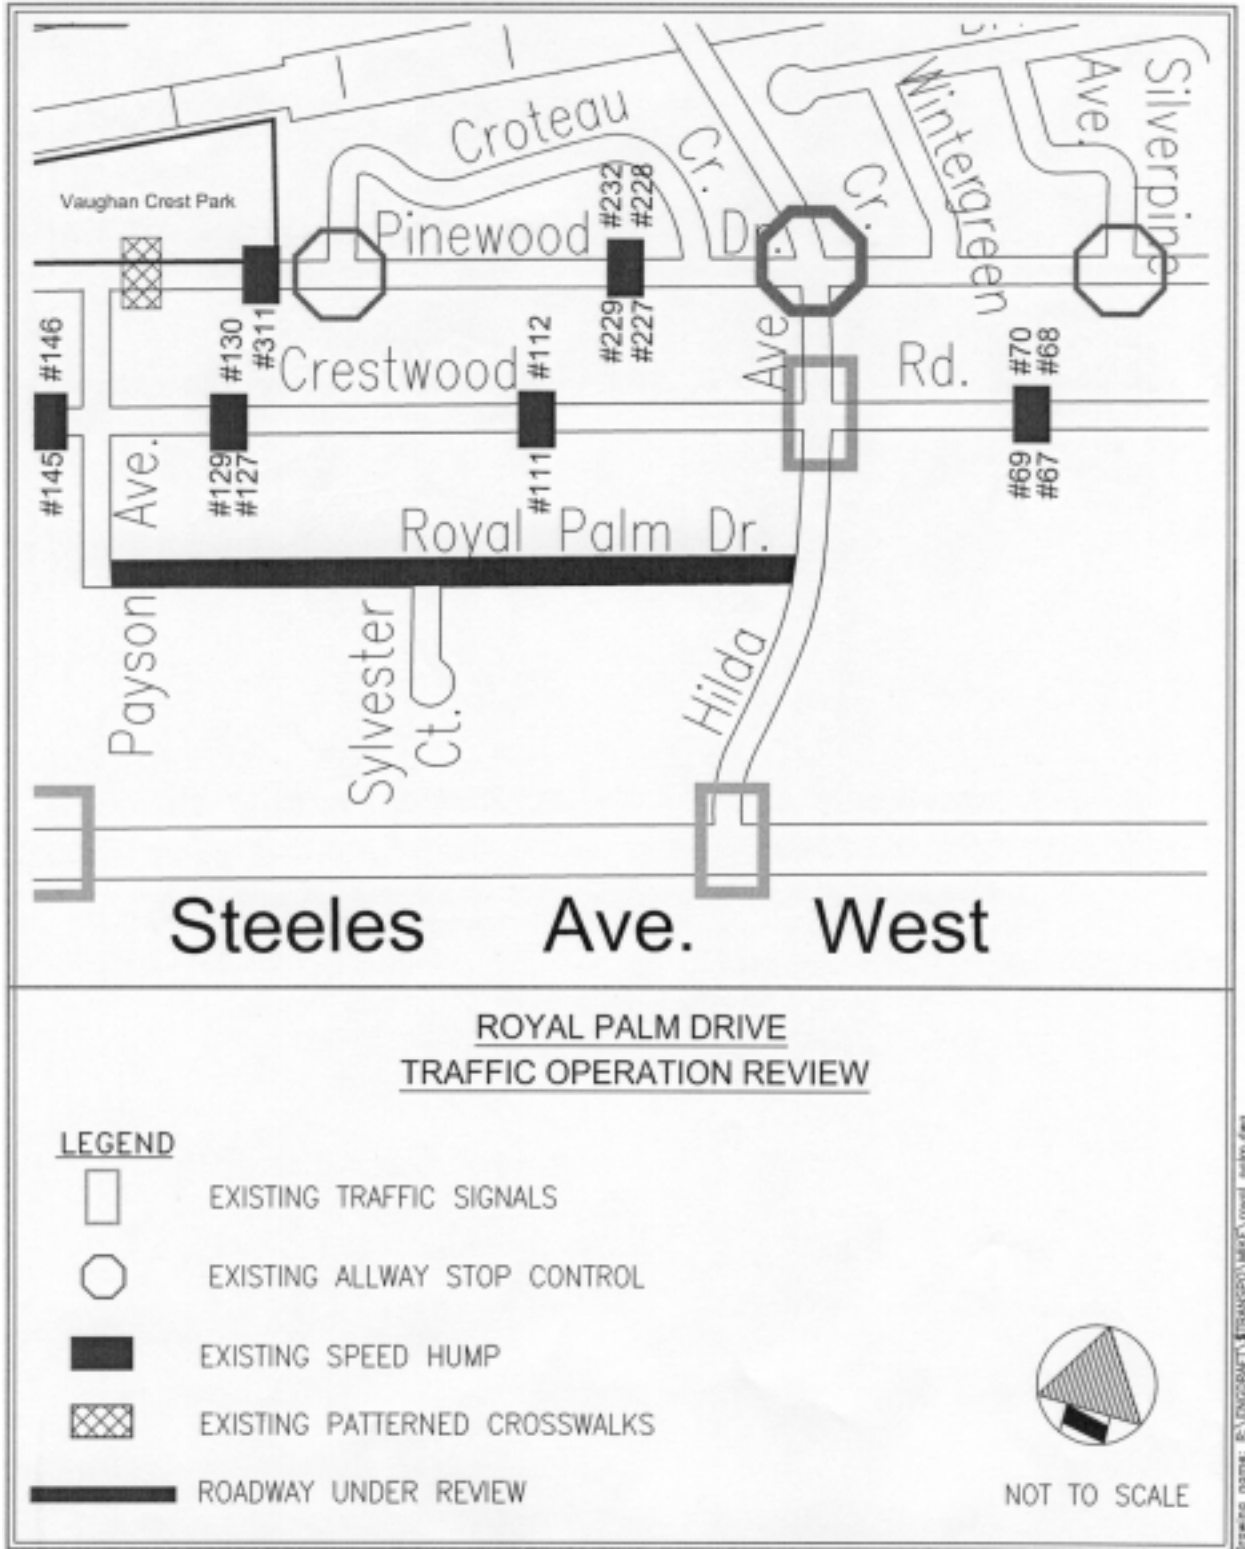 Croteau
Cr.
Cr.
Wintergreen
Ave.
Silverpine
Vaughan Crest Park
Pinewood
Dr.
#232
#228
#229
#227
#146
#130
#311
#112
Crestwood
Ave
Rd.
#70
#68
#145
#129
#127
#111
#69
#67
Payson Ave.
Royal Palm Dr.
Sylvester
Ct.
Hilda
Steeles Ave. West
ROYAL PALM DRIVE
TRAFFIC OPERATION REVIEW
LEGEND
EXISTING TRAFFIC SIGNALS
EXISTING ALLWAY STOP CONTROL
EXISTING SPEED HUMP
EXISTING PATTERNED CROSSWALKS
ROADWAY UNDER REVIEW
NOT TO SCALE